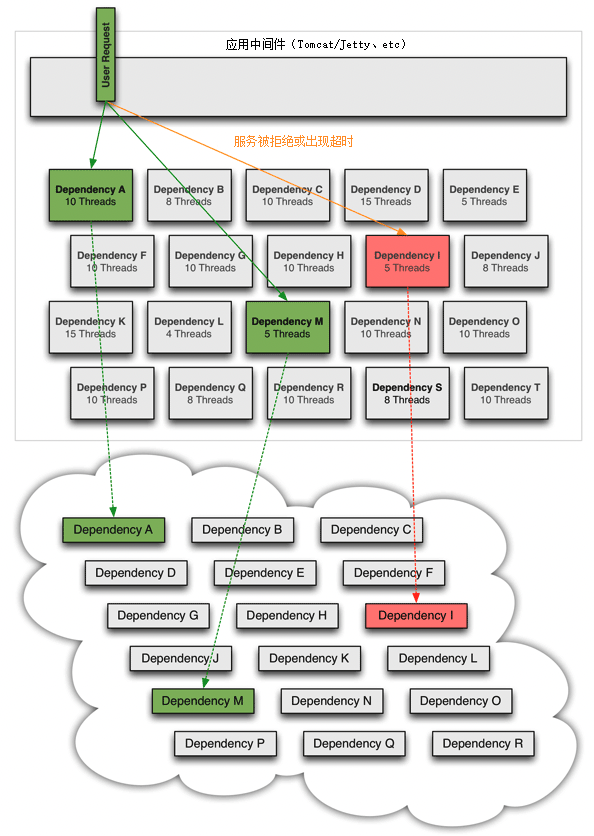 应用中间件（Tomcat/Jetty、etc）
User Request
服务被拒绝或出现超时
Dependency A
10 Threads
Dependency B
8 Threads
Dependency C
10 Threads
Dependency D
15 Threads
Dependency E
5 Threads
Dependency F
10 Threads
Dependency G
10 Threads
Dependency H
10 Threads
Dependency I
5 Threads
Dependency J
8 Threads
Dependency K
15 Threads
Dependency L
4 Threads
Dependency M
5 Threads
Dependency N
10 Threads
Dependency O
10 Threads
Dependency P
10 Threads
Dependency Q
8 Threads
Dependency R
10 Threads
Dependency S
8 Threads
Dependency T
10 Threads
Dependency A
Dependency B
Dependency C
Dependency D
Dependency E
Dependency F
Dependency G
Dependency H
Dependency I
Dependency J
Dependency K
Dependency L
Dependency M
Dependency N
Dependency O
Dependency P
Dependency Q
Dependency R